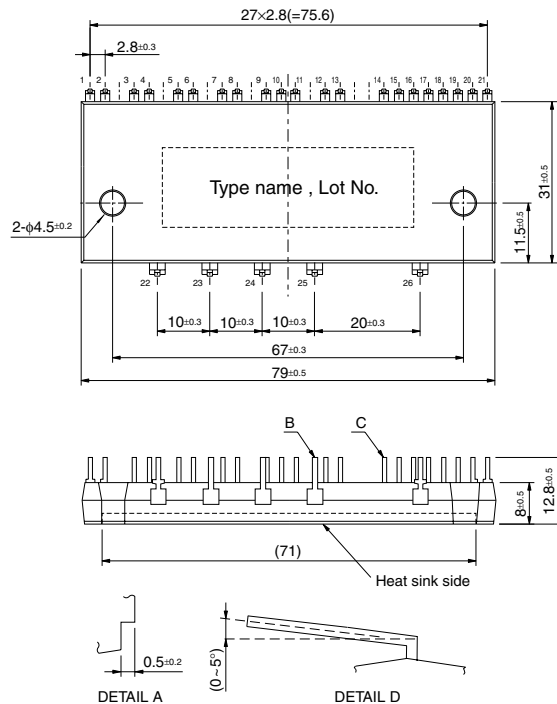 27×2.8(=75.6)
2.8±0.3
1 2 3 4 5 6 7 8 9 10 11 12 13 14 15 16 17 18 19 20 21
Type name , Lot No.
2-ϕ4.5±0.2
31±0.5
11.5±0.5
22 23 24 25 26
10±0.3 10±0.3 10±0.3 20±0.3
67±0.3
79±0.5
B C
8±0.5
12.8±0.5
(71)
Heat sink side
0.5±0.2
(0~5°)
DETAIL A DETAIL D